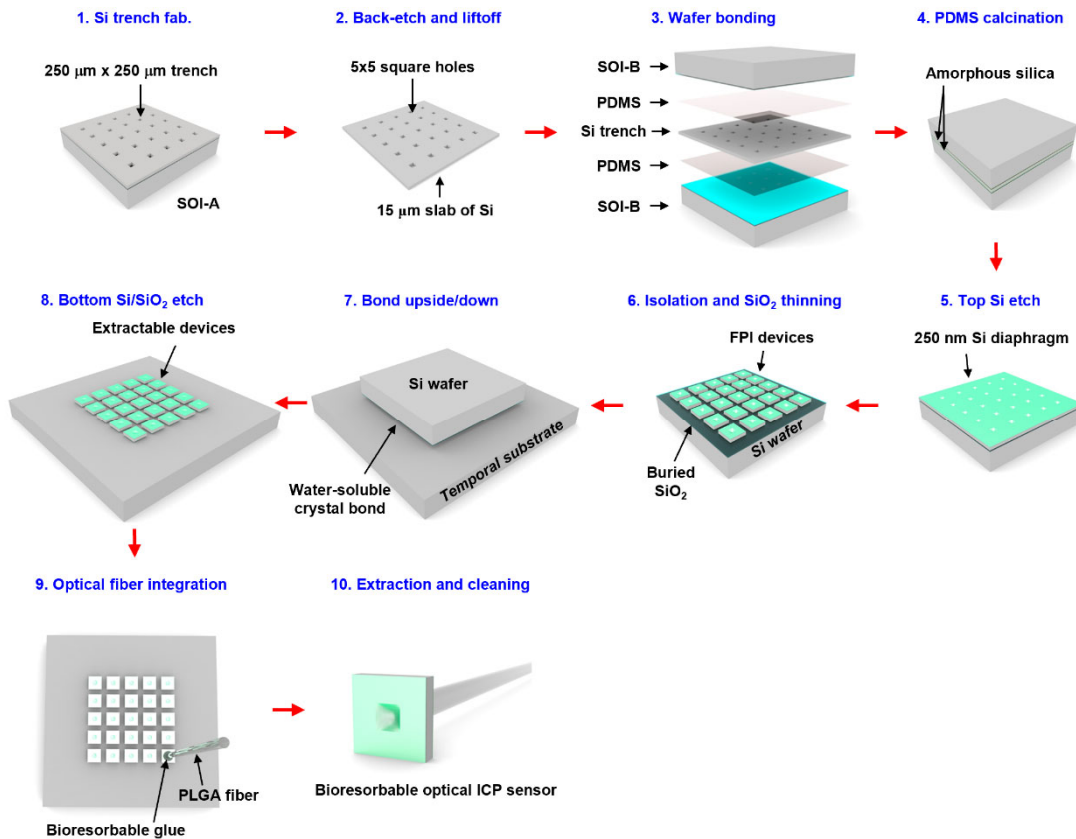 1. Si trench fab.
250 μm x 250 μm trench
SOI-A
2. Back-etch and liftoff
5x5 square holes
15 μm slab of Si
3. Wafer bonding
SOI-B
PDMS
Si trench
PDMS
SOI-B
4. PDMS calcination
Amorphous silica
5. Top Si etch
250 nm Si diaphragm
6. Isolation and SiO₂ thinning
FPI devices
Si wafer
Buried
SiO₂
7. Bond upside/down
Si wafer
Temporal substrate
Water-soluble
crystal bond
8. Bottom Si/SiO₂ etch
Extractable devices
9. Optical fiber integration
PLGA fiber
Bioresorbable glue
10. Extraction and cleaning
Bioresorbable optical ICP sensor